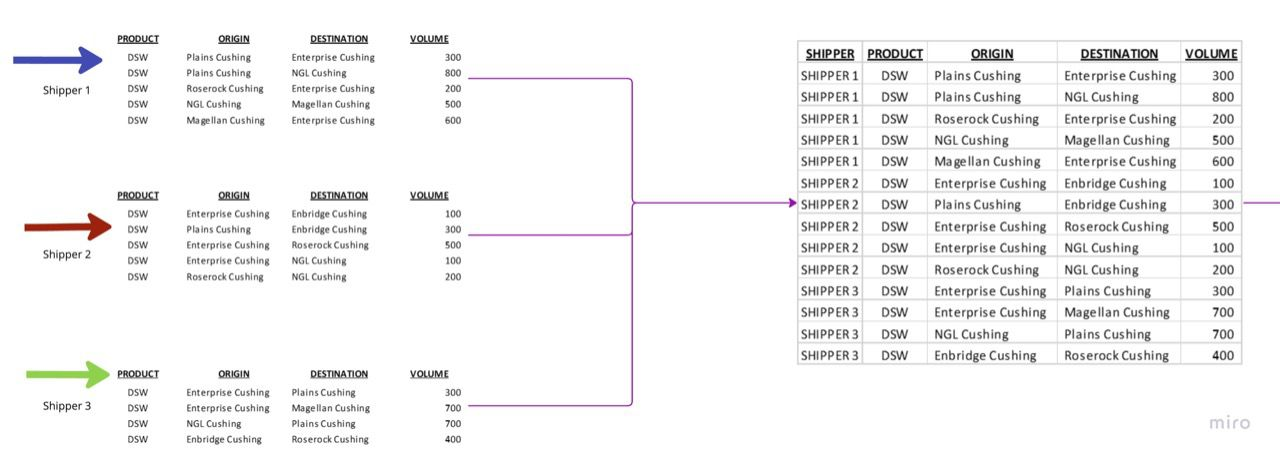 PRODUCT ORIGIN DESTINATION VOLUME
DSW Plains Cushing Enterprise Cushing 300
DSW Plains Cushing NGL Cushing 800
DSW Roserock Cushing Enterprise Cushing 200
DSW NGL Cushing Magellan Cushing 500
DSW Magellan Cushing Enterprise Cushing 600
Shipper 1
PRODUCT ORIGIN DESTINATION VOLUME
DSW Enterprise Cushing Enbridge Cushing 100
DSW Plains Cushing Enbridge Cushing 300
DSW Enterprise Cushing Roserock Cushing 500
DSW Enterprise Cushing NGL Cushing 100
DSW Roserock Cushing NGL Cushing 200
Shipper 2
PRODUCT ORIGIN DESTINATION VOLUME
DSW Enterprise Cushing Plains Cushing 300
DSW Enterprise Cushing Magellan Cushing 700
DSW NGL Cushing Plains Cushing 700
DSW Enbridge Cushing Roserock Cushing 400
Shipper 3
SHIPPER PRODUCT ORIGIN DESTINATION VOLUME
SHIPPER 1 DSW Plains Cushing Enterprise Cushing 300
SHIPPER 1 DSW Plains Cushing NGL Cushing 800
SHIPPER 1 DSW Roserock Cushing Enterprise Cushing 200
SHIPPER 1 DSW NGL Cushing Magellan Cushing 500
SHIPPER 1 DSW Magellan Cushing Enterprise Cushing 600
SHIPPER 2 DSW Enterprise Cushing Enbridge Cushing 100
SHIPPER 2 DSW Plains Cushing Enbridge Cushing 300
SHIPPER 2 DSW Enterprise Cushing Roserock Cushing 500
SHIPPER 2 DSW Enterprise Cushing NGL Cushing 100
SHIPPER 2 DSW Roserock Cushing NGL Cushing 200
SHIPPER 3 DSW Enterprise Cushing Plains Cushing 300
SHIPPER 3 DSW Enterprise Cushing Magellan Cushing 700
SHIPPER 3 DSW NGL Cushing Plains Cushing 700
SHIPPER 3 DSW Enbridge Cushing Roserock Cushing 400
miro